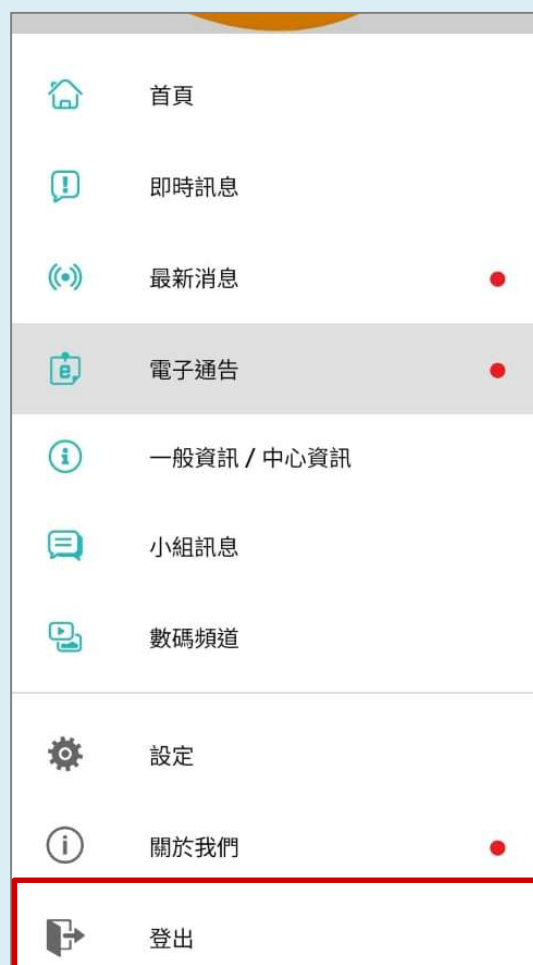 首頁
即時訊息
最新消息
電子通告
一般資訊 / 中心資訊
小組訊息
數碼頻道
設定
關於我們
登出